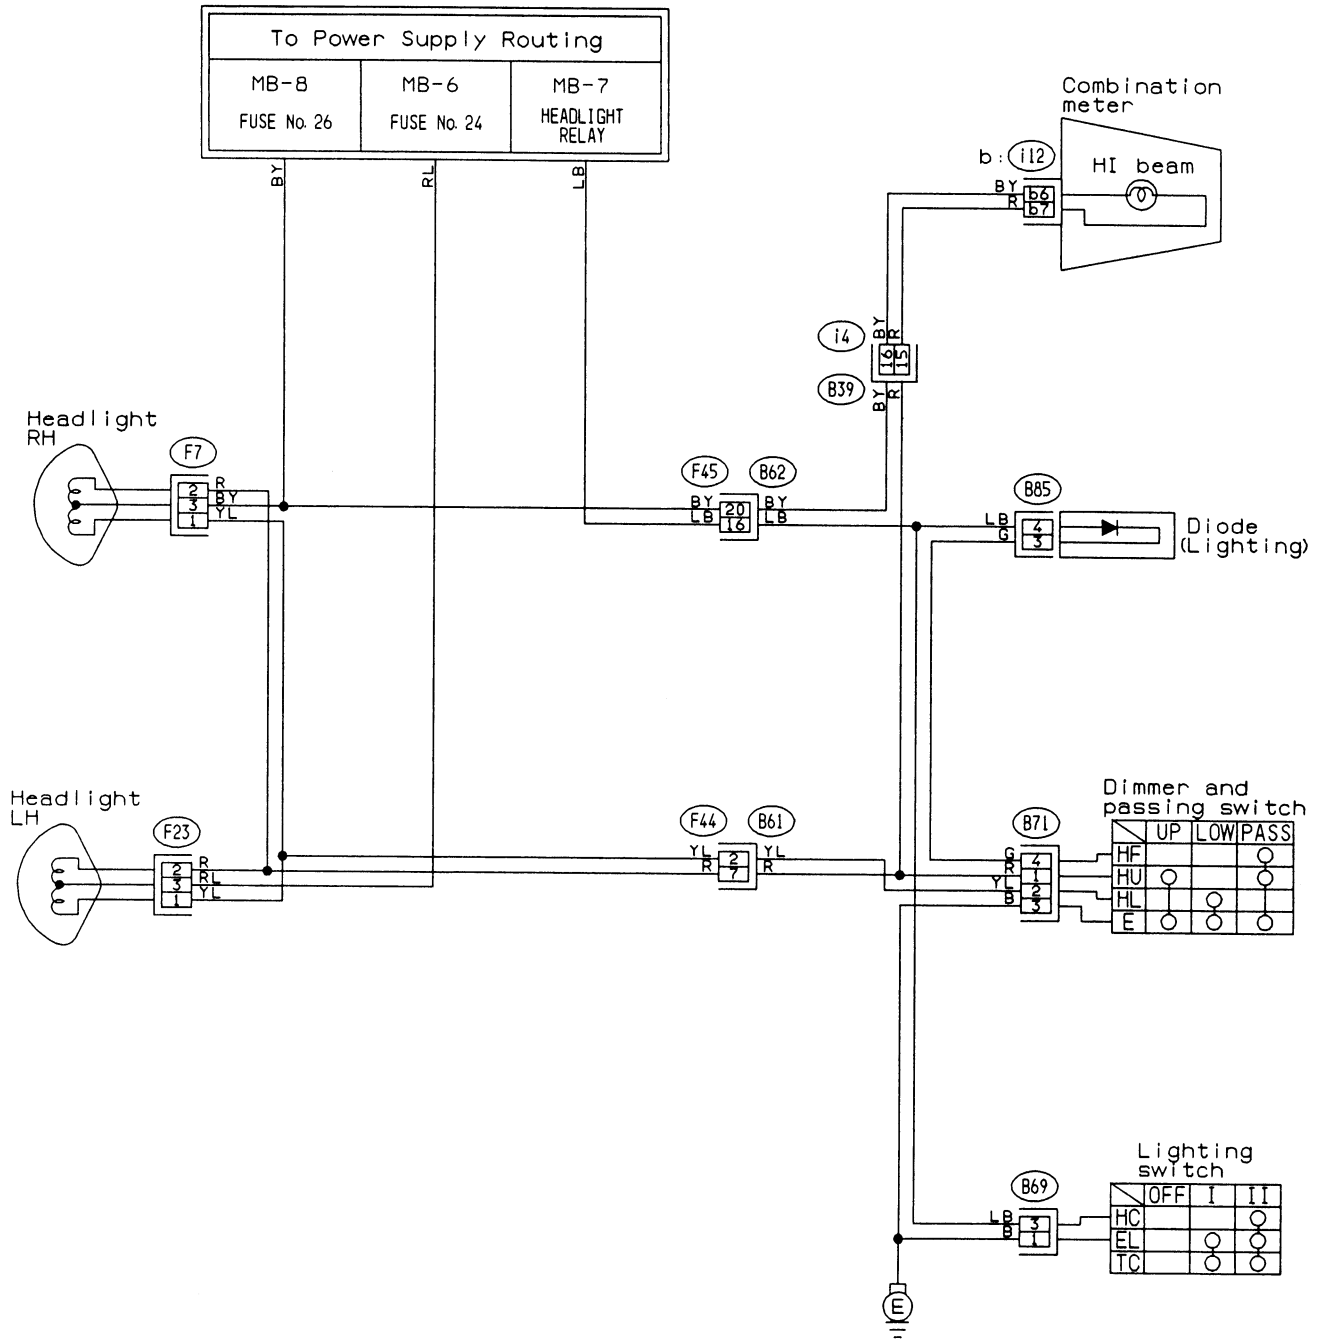 To Power Supply Routing
MB-8
FUSE No. 26
MB-6
FUSE No. 24
MB-7
HEADLIGHT
RELAY
BY
RL
LB
Combination
meter
b: i12
HI beam
BY
R
b6
b7
BY
R
i4
16
15
B39
BY
R
Headlight
RH
F7
2
3
1
R
BY
YL
F45
B62
BY
LB
20
16
BY
LB
B85
LB
G
4
3
Diode
(Lighting)
Headlight
LH
F23
2
3
1
R
RL
YL
F44
B61
YL
R
2
7
YL
R
B71
G
R
YL
B
4
1
2
3
Dimmer and
passing switch
UP LOW PASS
HF
HU
HL
E
Lighting
switch
B69
LB
B
3
1
OFF I II
HC
EL
TC
E